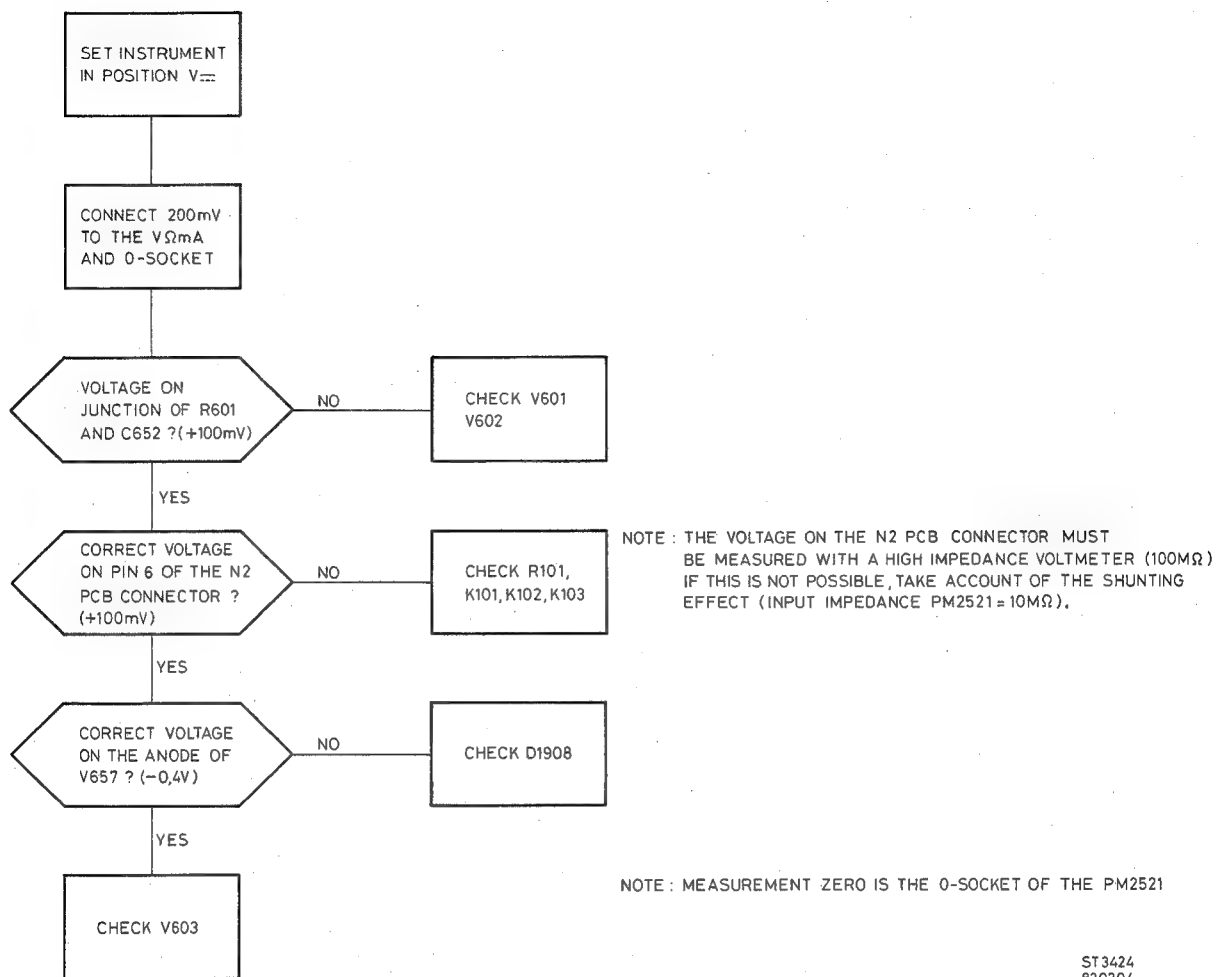 SET INSTRUMENT
IN POSITION V⎓
CONNECT 200mV
TO THE VΩmA
AND 0-SOCKET
VOLTAGE ON
JUNCTION OF R601
AND C652 ?(+100mV)
NO
CHECK V601
V602
YES
CORRECT VOLTAGE
ON PIN 6 OF THE N2
PCB CONNECTOR ?
(+100mV)
NO
CHECK R101,
K101, K102, K103
NOTE : THE VOLTAGE ON THE N2 PCB CONNECTOR MUST
BE MEASURED WITH A HIGH IMPEDANCE VOLTMETER (100MΩ)
IF THIS IS NOT POSSIBLE, TAKE ACCOUNT OF THE SHUNTING
EFFECT (INPUT IMPEDANCE PM2521 = 10MΩ).
YES
CORRECT VOLTAGE
ON THE ANODE OF
V657 ? (−0,4V)
NO
CHECK D1908
YES
CHECK V603
NOTE : MEASUREMENT ZERO IS THE 0-SOCKET OF THE PM2521
ST3424